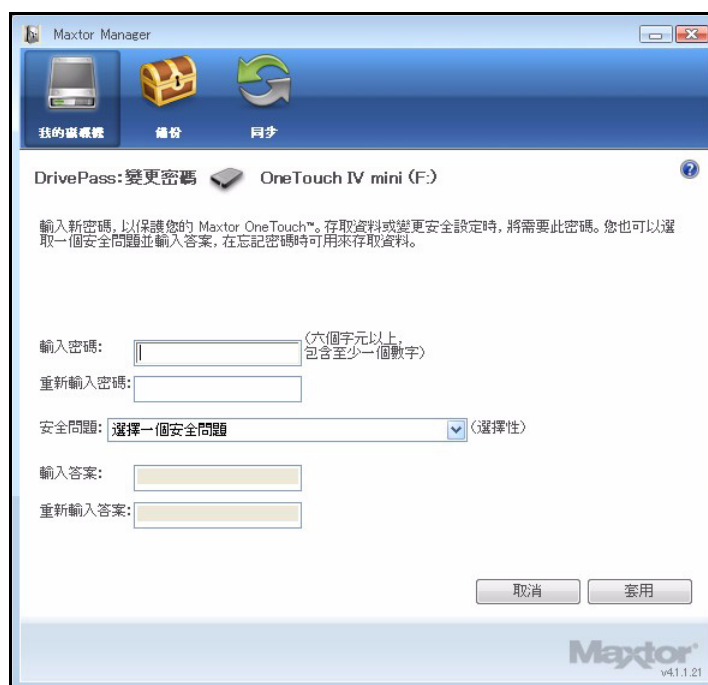 Maxtor Manager
我的磁碟機
備份
同步
DrivePass:變更密碼 OneTouch IV mini (F:)
輸入新密碼, 以保護您的 Maxtor OneTouch™。存取資料或變更安全設定時, 將需要此密碼。您也可以選
取一個安全問題並輸入答案, 在忘記密碼時可用來存取資料。
輸入密碼:
(六個字元以上,
包含至少一個數字)
重新輸入密碼:
安全問題: 選擇一個安全問題 (選擇性)
輸入答案:
重新輸入答案:
取消 套用
Maxtor
v4.1.1.21